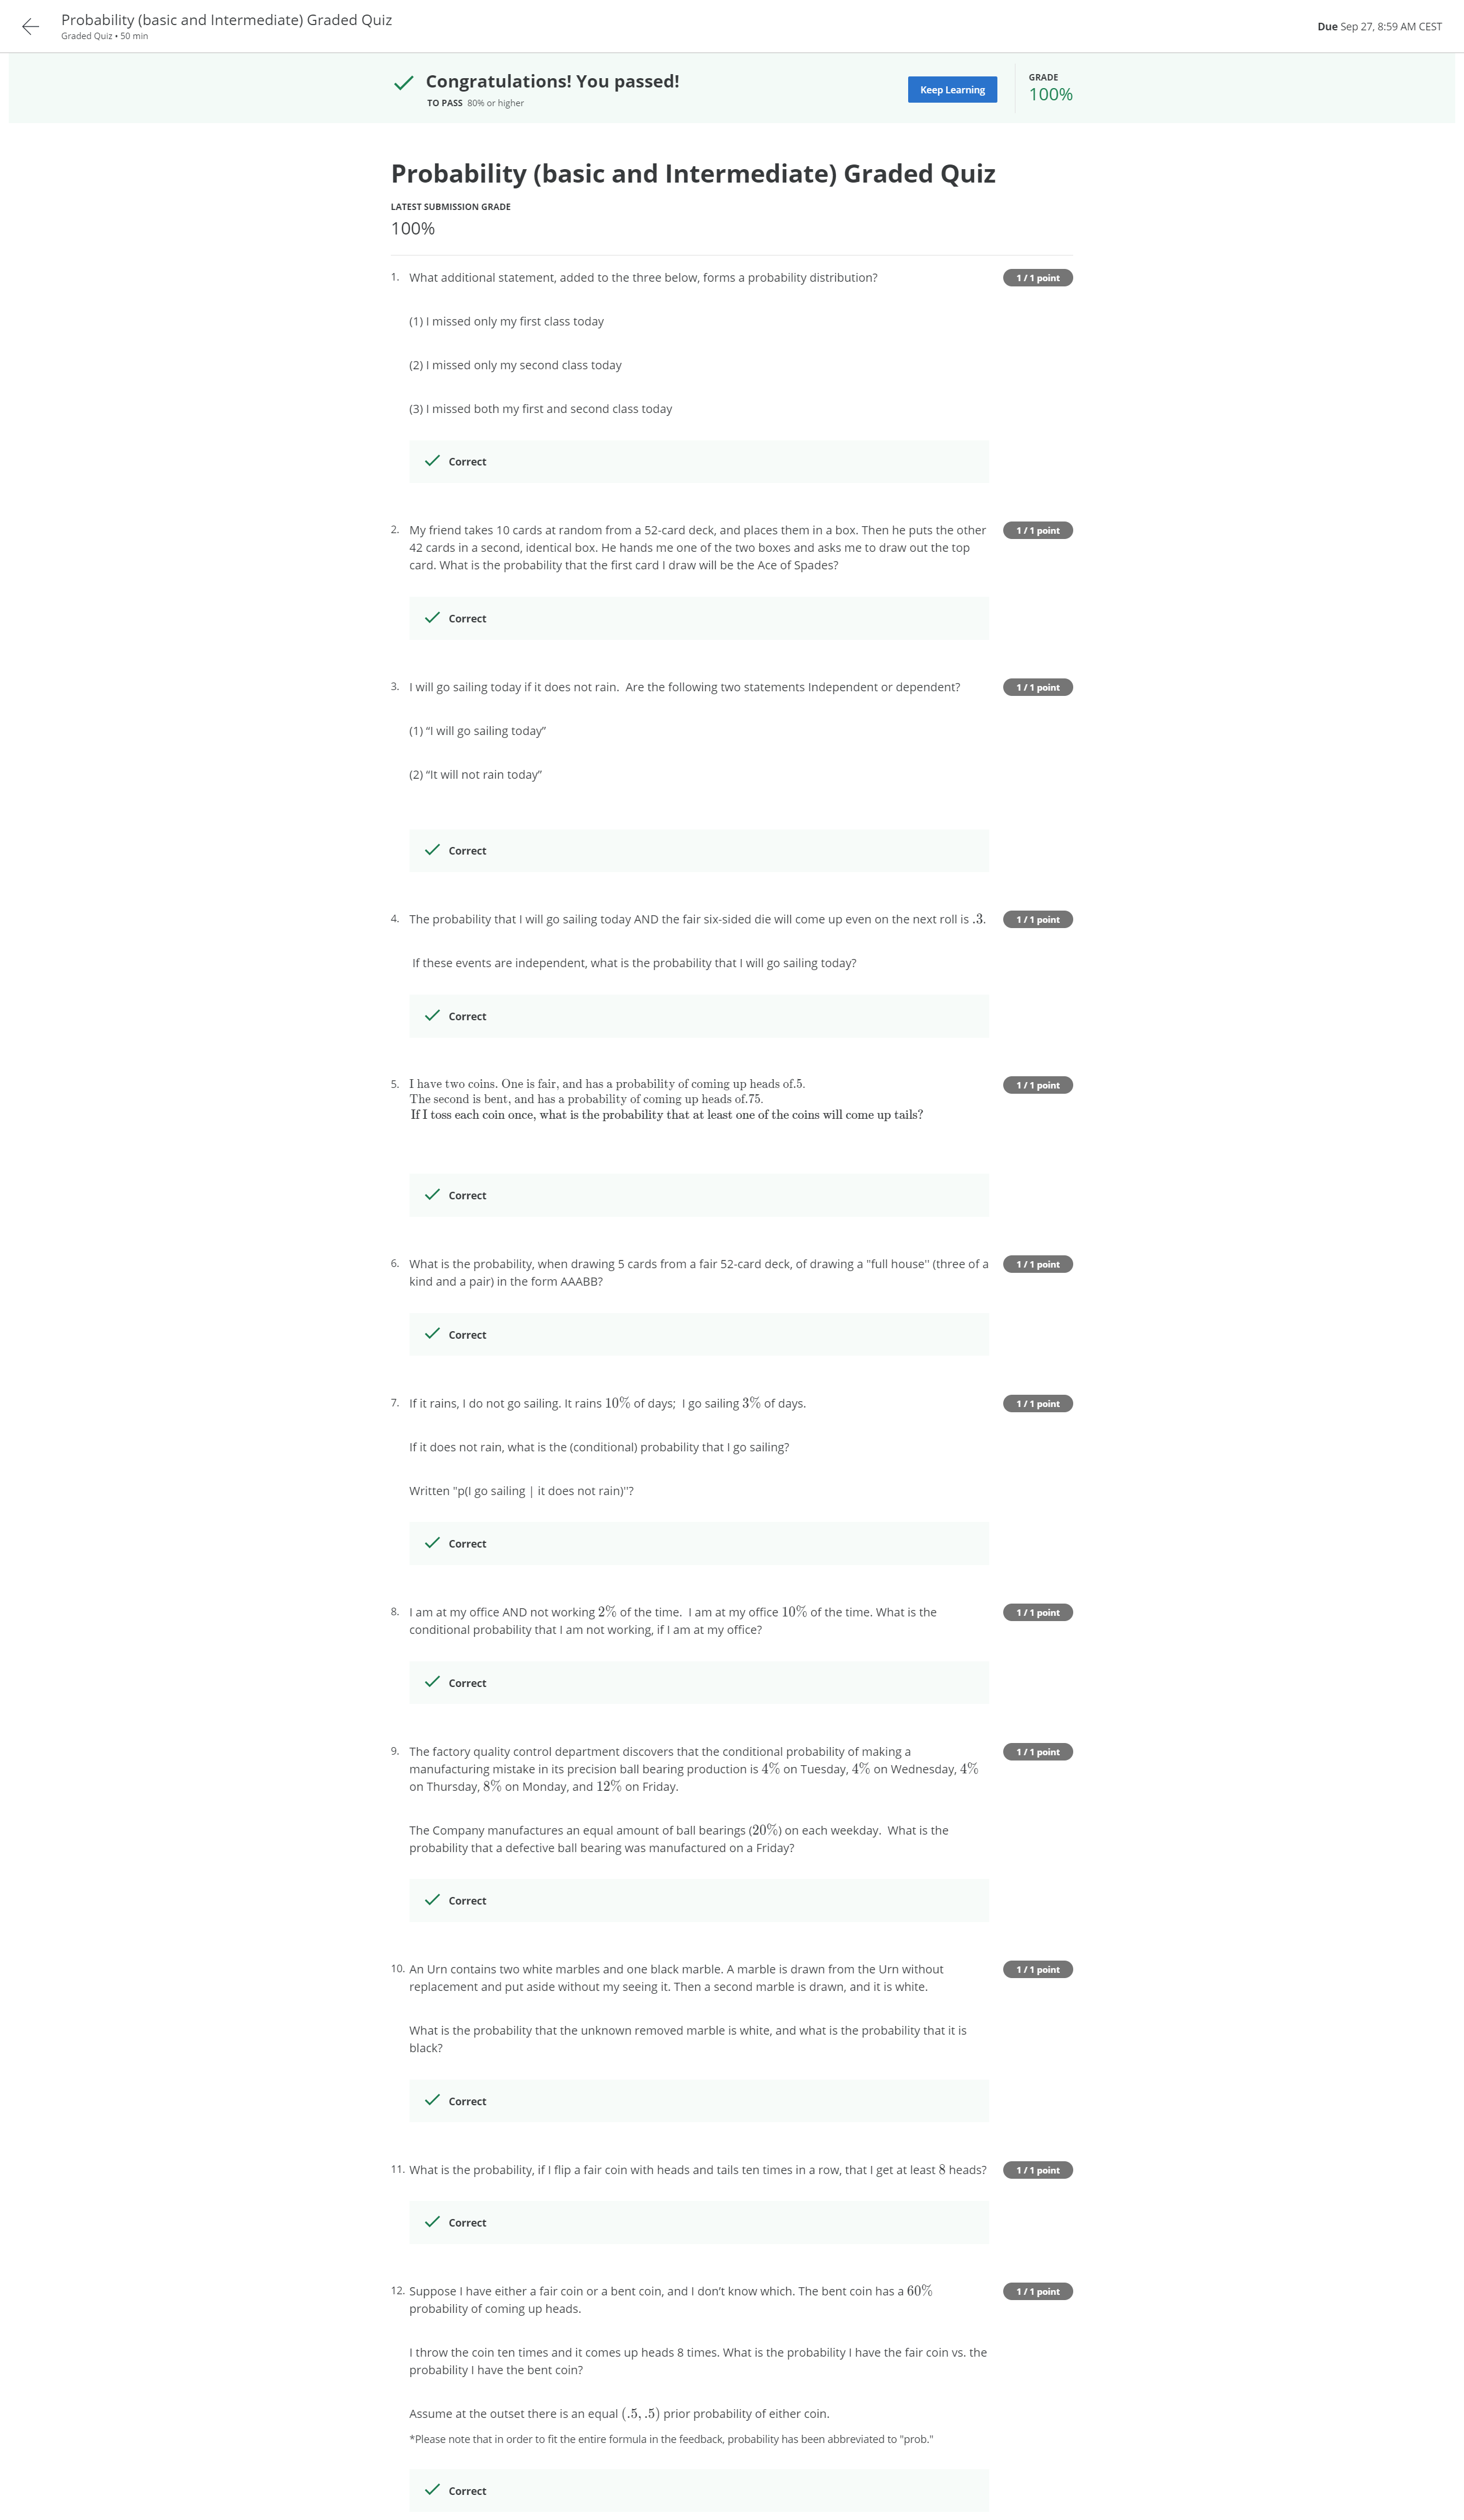 Probability (basic and Intermediate) Graded Quiz
Graded Quiz • 50 min
Due Sep 27, 8:59 AM CEST
Congratulations! You passed!
TO PASS 80% or higher
Keep Learning
GRADE
100%
Probability (basic and Intermediate) Graded Quiz
LATEST SUBMISSION GRADE
100%
1. What additional statement, added to the three below, forms a probability distribution?
1 / 1 point
(1) I missed only my first class today
(2) I missed only my second class today
(3) I missed both my first and second class today
Correct
2. My friend takes 10 cards at random from a 52-card deck, and places them in a box. Then he puts the other
1 / 1 point
42 cards in a second, identical box. He hands me one of the two boxes and asks me to draw out the top
card. What is the probability that the first card I draw will be the Ace of Spades?
Correct
3. I will go sailing today if it does not rain. Are the following two statements Independent or dependent?
1 / 1 point
(1) “I will go sailing today”
(2) “It will not rain today”
Correct
4. The probability that I will go sailing today AND the fair six-sided die will come up even on the next roll is .3.
1 / 1 point
If these events are independent, what is the probability that I will go sailing today?
Correct
5. I have two coins. One is fair, and has a probability of coming up heads of.5.
1 / 1 point
The second is bent, and has a probability of coming up heads of.75.
If I toss each coin once, what is the probability that at least one of the coins will come up tails?
Correct
6. What is the probability, when drawing 5 cards from a fair 52-card deck, of drawing a "full house'' (three of a
1 / 1 point
kind and a pair) in the form AAABB?
Correct
7. If it rains, I do not go sailing. It rains 10% of days; I go sailing 3% of days.
1 / 1 point
If it does not rain, what is the (conditional) probability that I go sailing?
Written "p(I go sailing | it does not rain)''?
Correct
8. I am at my office AND not working 2% of the time. I am at my office 10% of the time. What is the
1 / 1 point
conditional probability that I am not working, if I am at my office?
Correct
9. The factory quality control department discovers that the conditional probability of making a
1 / 1 point
manufacturing mistake in its precision ball bearing production is 4% on Tuesday, 4% on Wednesday, 4%
on Thursday, 8% on Monday, and 12% on Friday.
The Company manufactures an equal amount of ball bearings (20%) on each weekday. What is the
probability that a defective ball bearing was manufactured on a Friday?
Correct
10. An Urn contains two white marbles and one black marble. A marble is drawn from the Urn without
1 / 1 point
replacement and put aside without my seeing it. Then a second marble is drawn, and it is white.
What is the probability that the unknown removed marble is white, and what is the probability that it is
black?
Correct
11. What is the probability, if I flip a fair coin with heads and tails ten times in a row, that I get at least 8 heads?
1 / 1 point
Correct
12. Suppose I have either a fair coin or a bent coin, and I don’t know which. The bent coin has a 60%
1 / 1 point
probability of coming up heads.
I throw the coin ten times and it comes up heads 8 times. What is the probability I have the fair coin vs. the
probability I have the bent coin?
Assume at the outset there is an equal (.5, .5) prior probability of either coin.
*Please note that in order to fit the entire formula in the feedback, probability has been abbreviated to "prob."
Correct